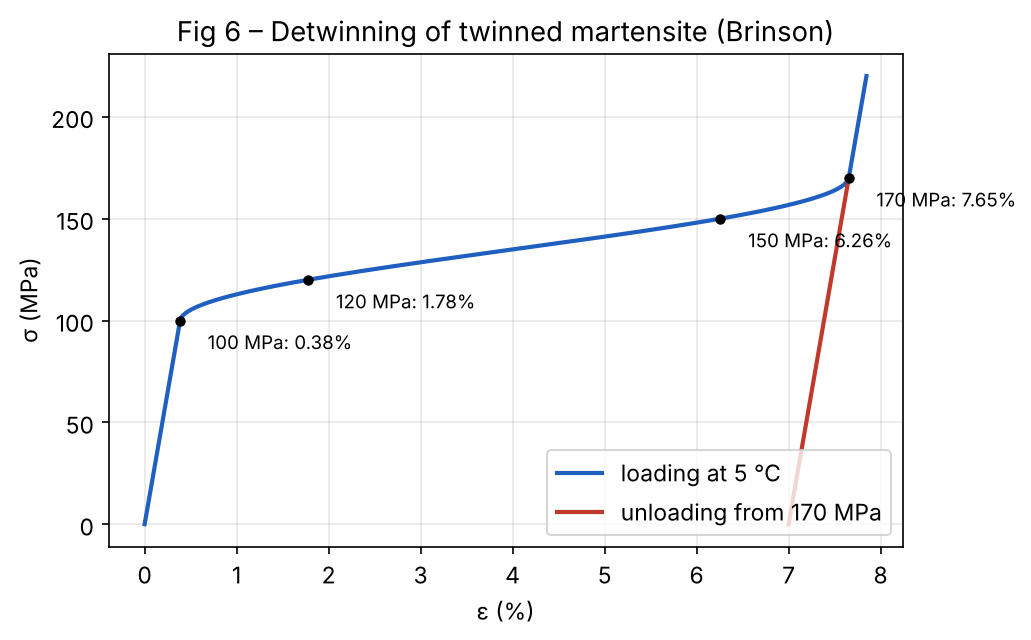 Fig 6 – Detwinning of twinned martensite (Brinson)
σ (MPa)
200
150
100
50
0
170 MPa: 7.65%
150 MPa: 6.26%
120 MPa: 1.78%
100 MPa: 0.38%
loading at 5 °C
unloading from 170 MPa
0 1 2 3 4 5 6 7 8
ε (%)